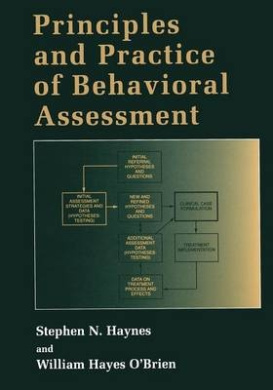 Principles
and Practice
of Behavioral
Assessment
INITIAL
REFERRAL
HYPOTHESES
AND
QUESTIONS
INITIAL
ASSESSMENT
STRATEGIES AND
DATA
(HYPOTHESES
TESTING)
NEW AND
REFINED
HYPOTHESES
AND
QUESTIONS
CLINICAL CASE
FORMULATION
ADDITIONAL
ASSESSMENT
DATA
(HYPOTHESES
TESTING)
TREATMENT
IMPLEMENTATION
DATA ON
TREATMENT
PROCESS AND
EFFECTS
Stephen N. Haynes
and
William Hayes O'Brien